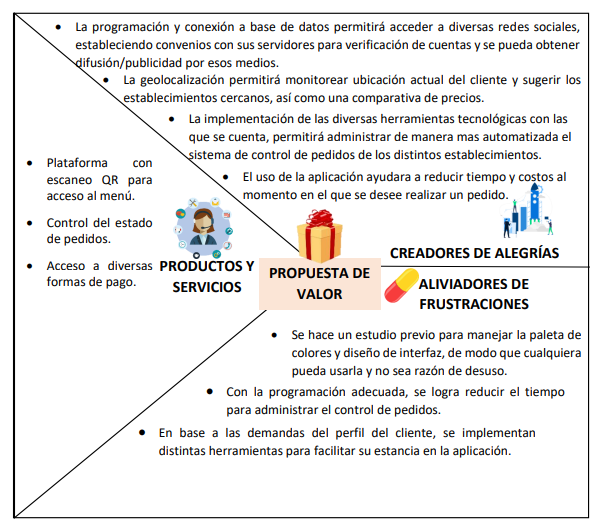 • La programación y conexión a base de datos permitirá acceder a diversas redes sociales,
estableciendo convenios con sus servidores para verificación de cuentas y se pueda obtener
difusión/publicidad por esos medios.
• La geolocalización permitirá monitorear ubicación actual del cliente y sugerir los
establecimientos cercanos, así como una comparativa de precios.
• La implementación de las diversas herramientas tecnológicas con las
que se cuenta, permitirá administrar de manera mas automatizada el
sistema de control de pedidos de los distintos establecimientos.
• El uso de la aplicación ayudara a reducir tiempo y costos al
momento en el que se desee realizar un pedido.
CREADORES DE ALEGRÍAS
• Plataforma con
escaneo QR para
acceso al menú.
• Control del estado
de pedidos.
• Acceso a diversas
formas de pago.
PRODUCTOS Y
SERVICIOS
PROPUESTA DE
VALOR
ALIVIADORES DE
FRUSTRACIONES
• Se hace un estudio previo para manejar la paleta de
colores y diseño de interfaz, de modo que cualquiera
pueda usarla y no sea razón de desuso.
• Con la programación adecuada, se logra reducir el tiempo
para administrar el control de pedidos.
• En base a las demandas del perfil del cliente, se implementan
distintas herramientas para facilitar su estancia en la aplicación.